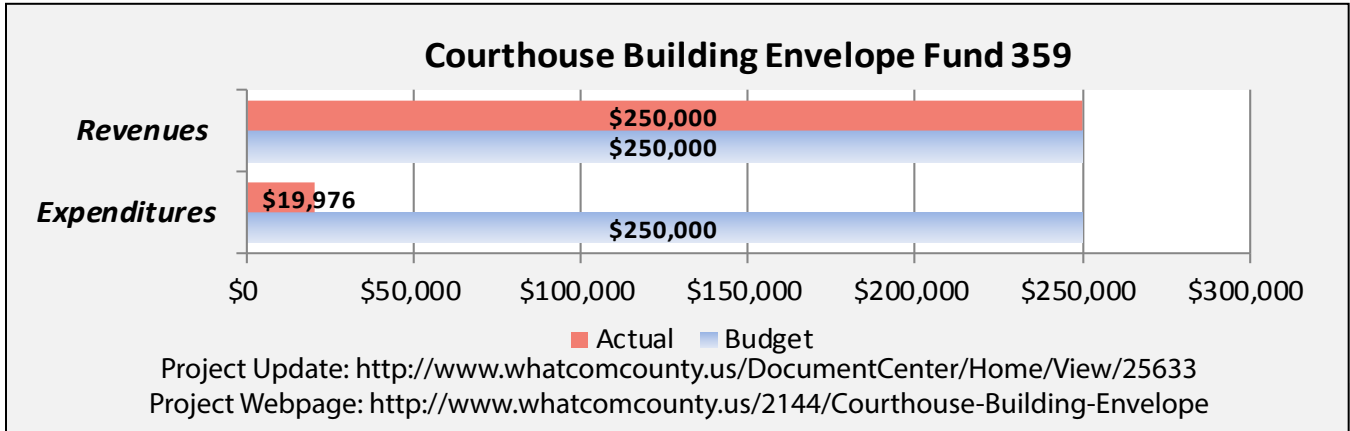 Courthouse Building Envelope Fund 359
Revenues
$250,000
$250,000
Expenditures
$19,976
$250,000
$0 $50,000 $100,000 $150,000 $200,000 $250,000 $300,000
Actual Budget
Project Update: http://www.whatcomcounty.us/DocumentCenter/Home/View/25633
Project Webpage: http://www.whatcomcounty.us/2144/Courthouse-Building-Envelope